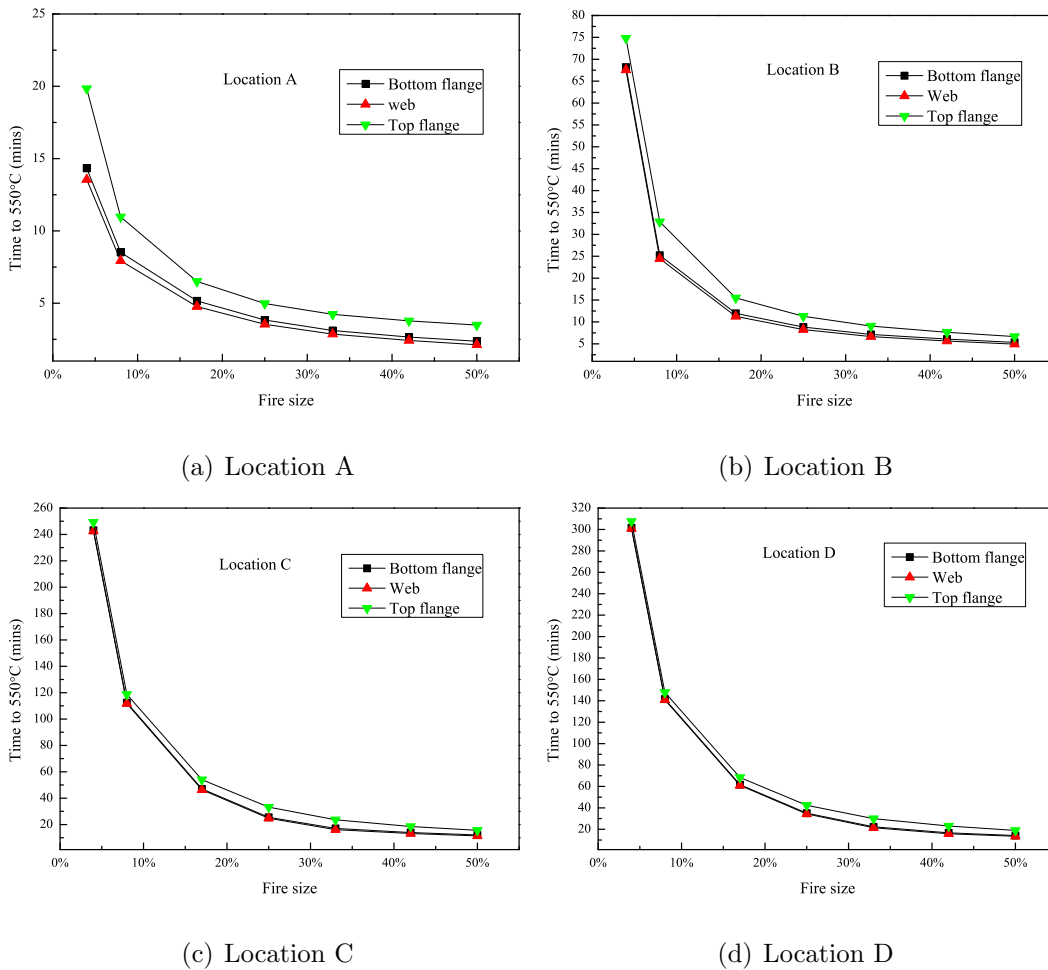 25
20
15
10
5
Time to 550°C (mins)
Location A
Bottom flange
web
Top flange
0% 10% 20% 30% 40% 50%
Fire size
(a) Location A
80
75
70
65
60
55
50
45
40
35
30
25
20
15
10
5
Time to 550°C (mins)
Location B
Bottom flange
Web
Top flange
0% 10% 20% 30% 40% 50%
Fire size
(b) Location B
260
240
220
200
180
160
140
120
100
80
60
40
20
Time to 550°C (mins)
Location C
Bottom flange
Web
Top flange
0% 10% 20% 30% 40% 50%
Fire size
(c) Location C
320
300
280
260
240
220
200
180
160
140
120
100
80
60
40
20
Time to 550°C (mins)
Location D
Bottom flange
Web
Top flange
0% 10% 20% 30% 40% 50%
Fire size
(d) Location D